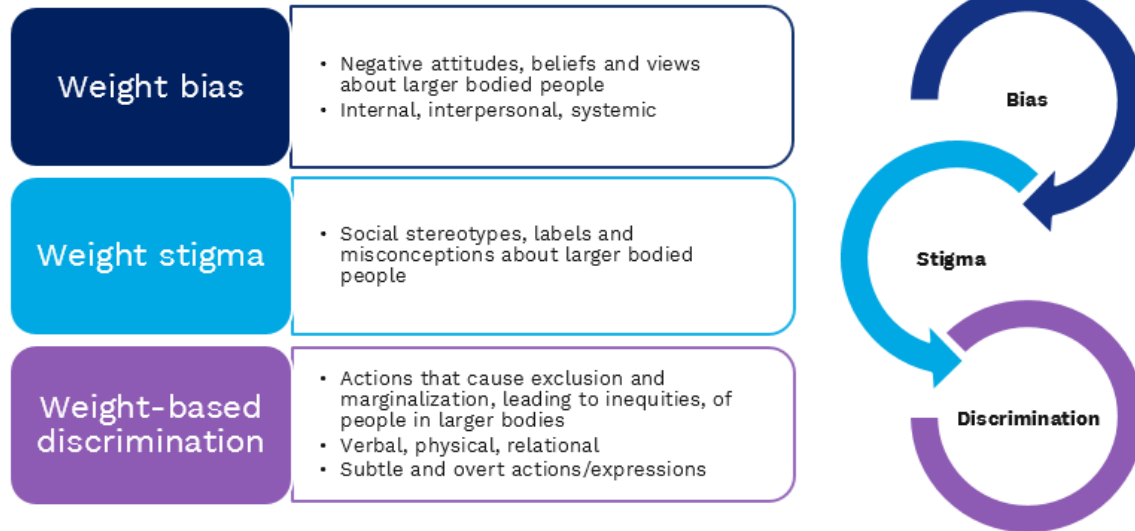 Weight bias
• Negative attitudes, beliefs and views
about larger bodied people
• Internal, interpersonal, systemic
Weight stigma
• Social stereotypes, labels and
misconceptions about larger bodied
people
Weight-based
discrimination
• Actions that cause exclusion and
marginalization, leading to inequities, of
people in larger bodies
• Verbal, physical, relational
• Subtle and overt actions/expressions
Bias
Stigma
Discrimination